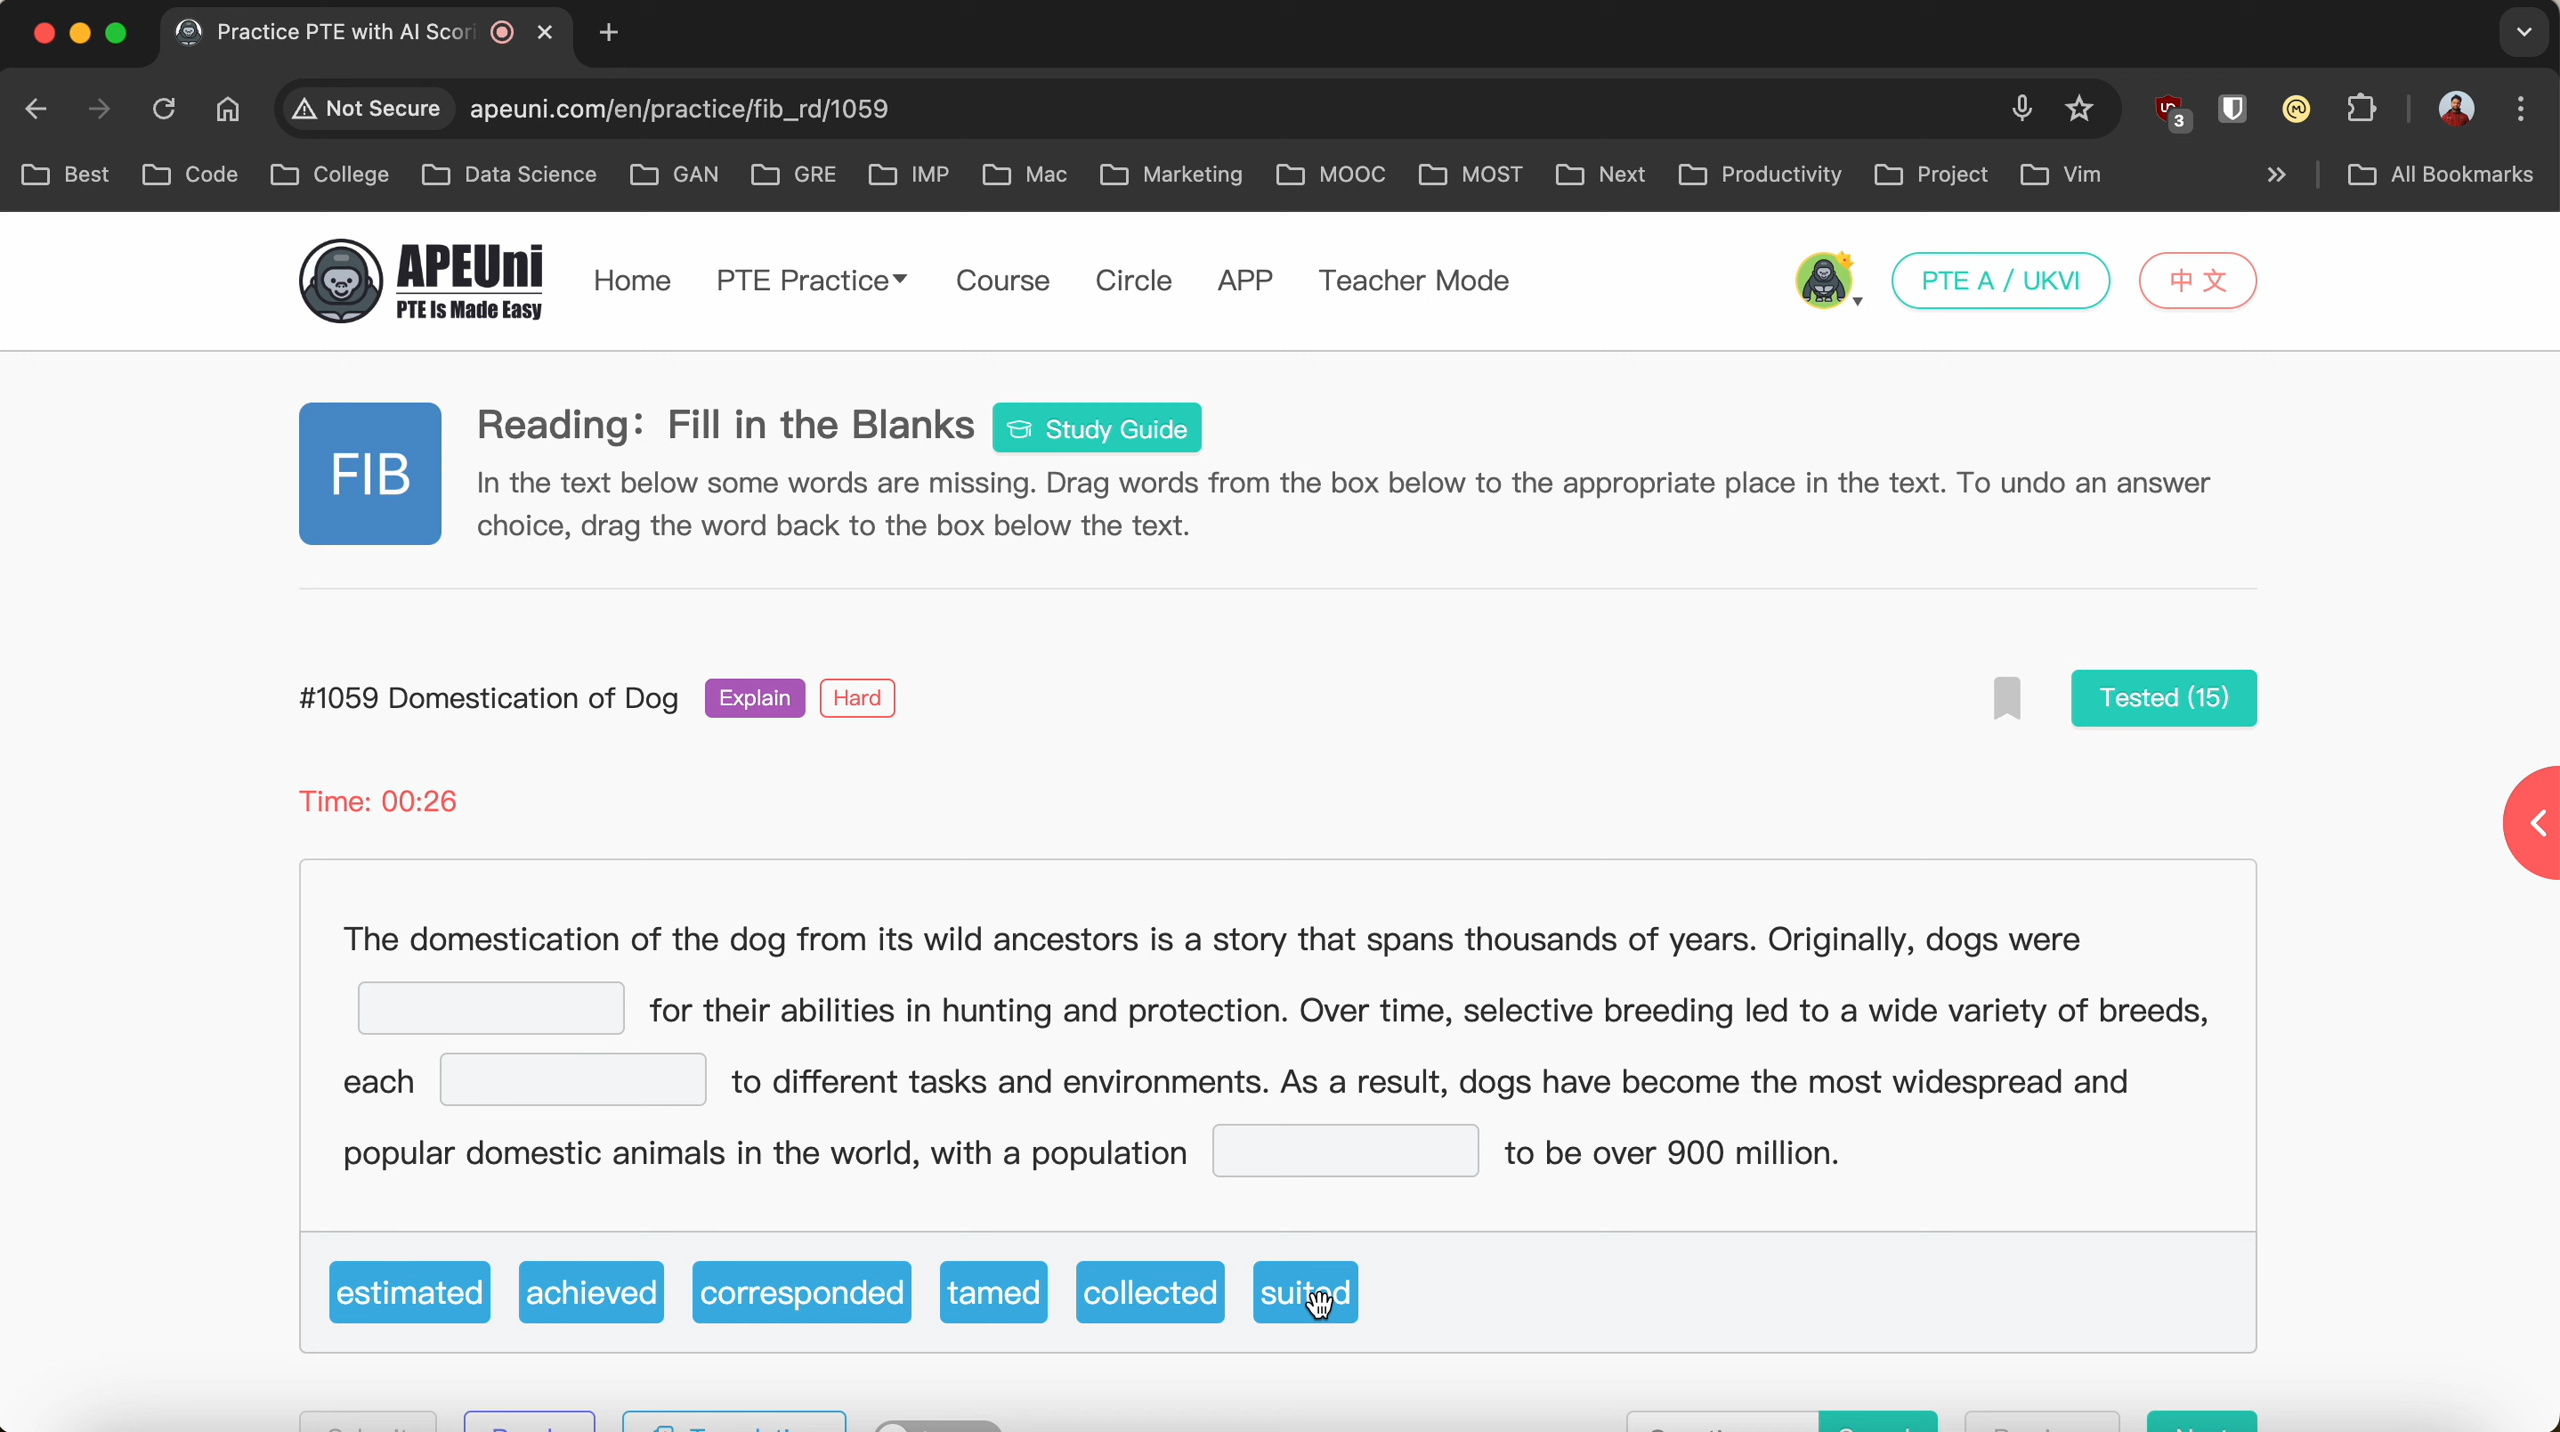 Practice PTE with AI Scori
Not Secure apeuni.com/en/practice/fib_rd/1059
3
Best Code College Data Science GAN GRE IMP Mac Marketing MOOC MOST Next Productivity Project Vim All Bookmarks
APEUni
PTE Is Made Easy
Home PTE Practice Course Circle APP Teacher Mode PTE A / UKVI 中文
FIB
Reading: Fill in the Blanks Study Guide
In the text below some words are missing. Drag words from the box below to the appropriate place in the text. To undo an answer
choice, drag the word back to the box below the text.
#1059 Domestication of Dog Explain Hard Tested (15)
Time: 00:26
The domestication of the dog from its wild ancestors is a story that spans thousands of years. Originally, dogs were
for their abilities in hunting and protection. Over time, selective breeding led to a wide variety of breeds,
each to different tasks and environments. As a result, dogs have become the most widespread and
popular domestic animals in the world, with a population to be over 900 million.
estimated achieved corresponded tamed collected suited